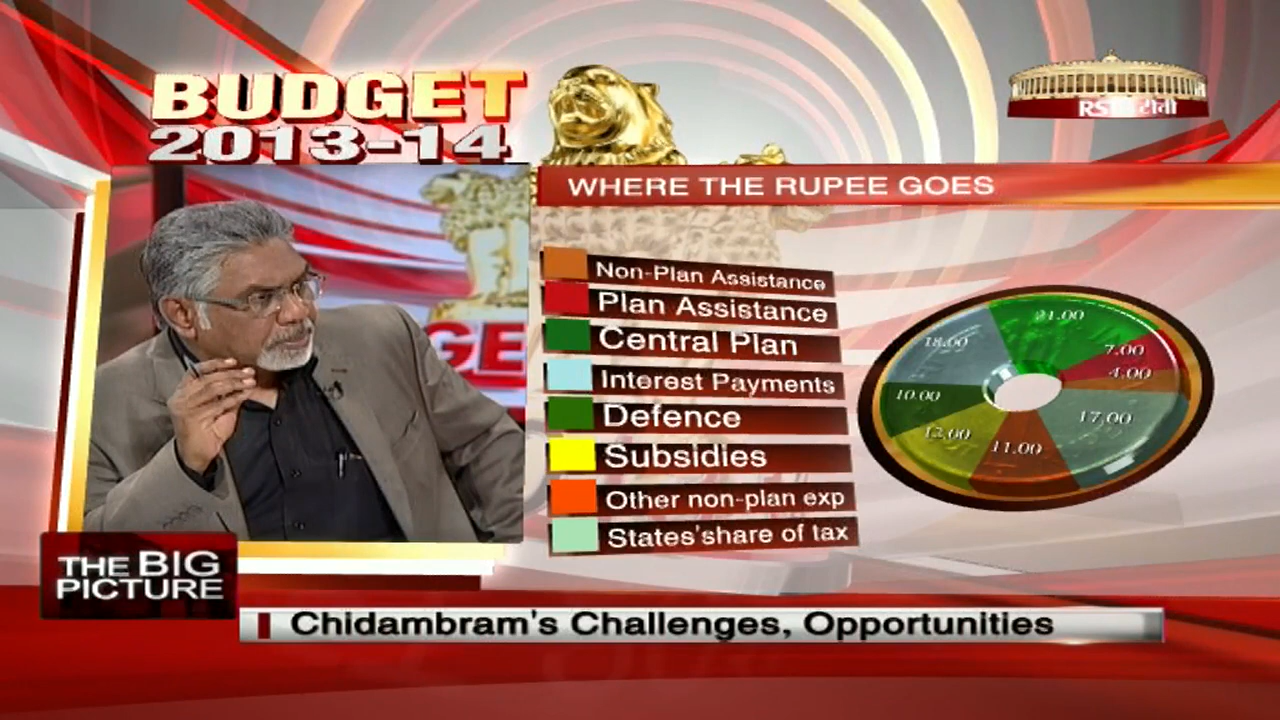 BUDGET
2013-14
टीवी
WHERE THE RUPEE GOES
Non-Plan Assistance
Plan Assistance
Central Plan
Interest Payments
Defence
Subsidies
Other non-plan exp
States'share of tax
21.00
7.00
4.00
17.00
11.00
12.00
10.00
18.00
GE
THE BIG
PICTURE
Chidambram's Challenges, Opportunities